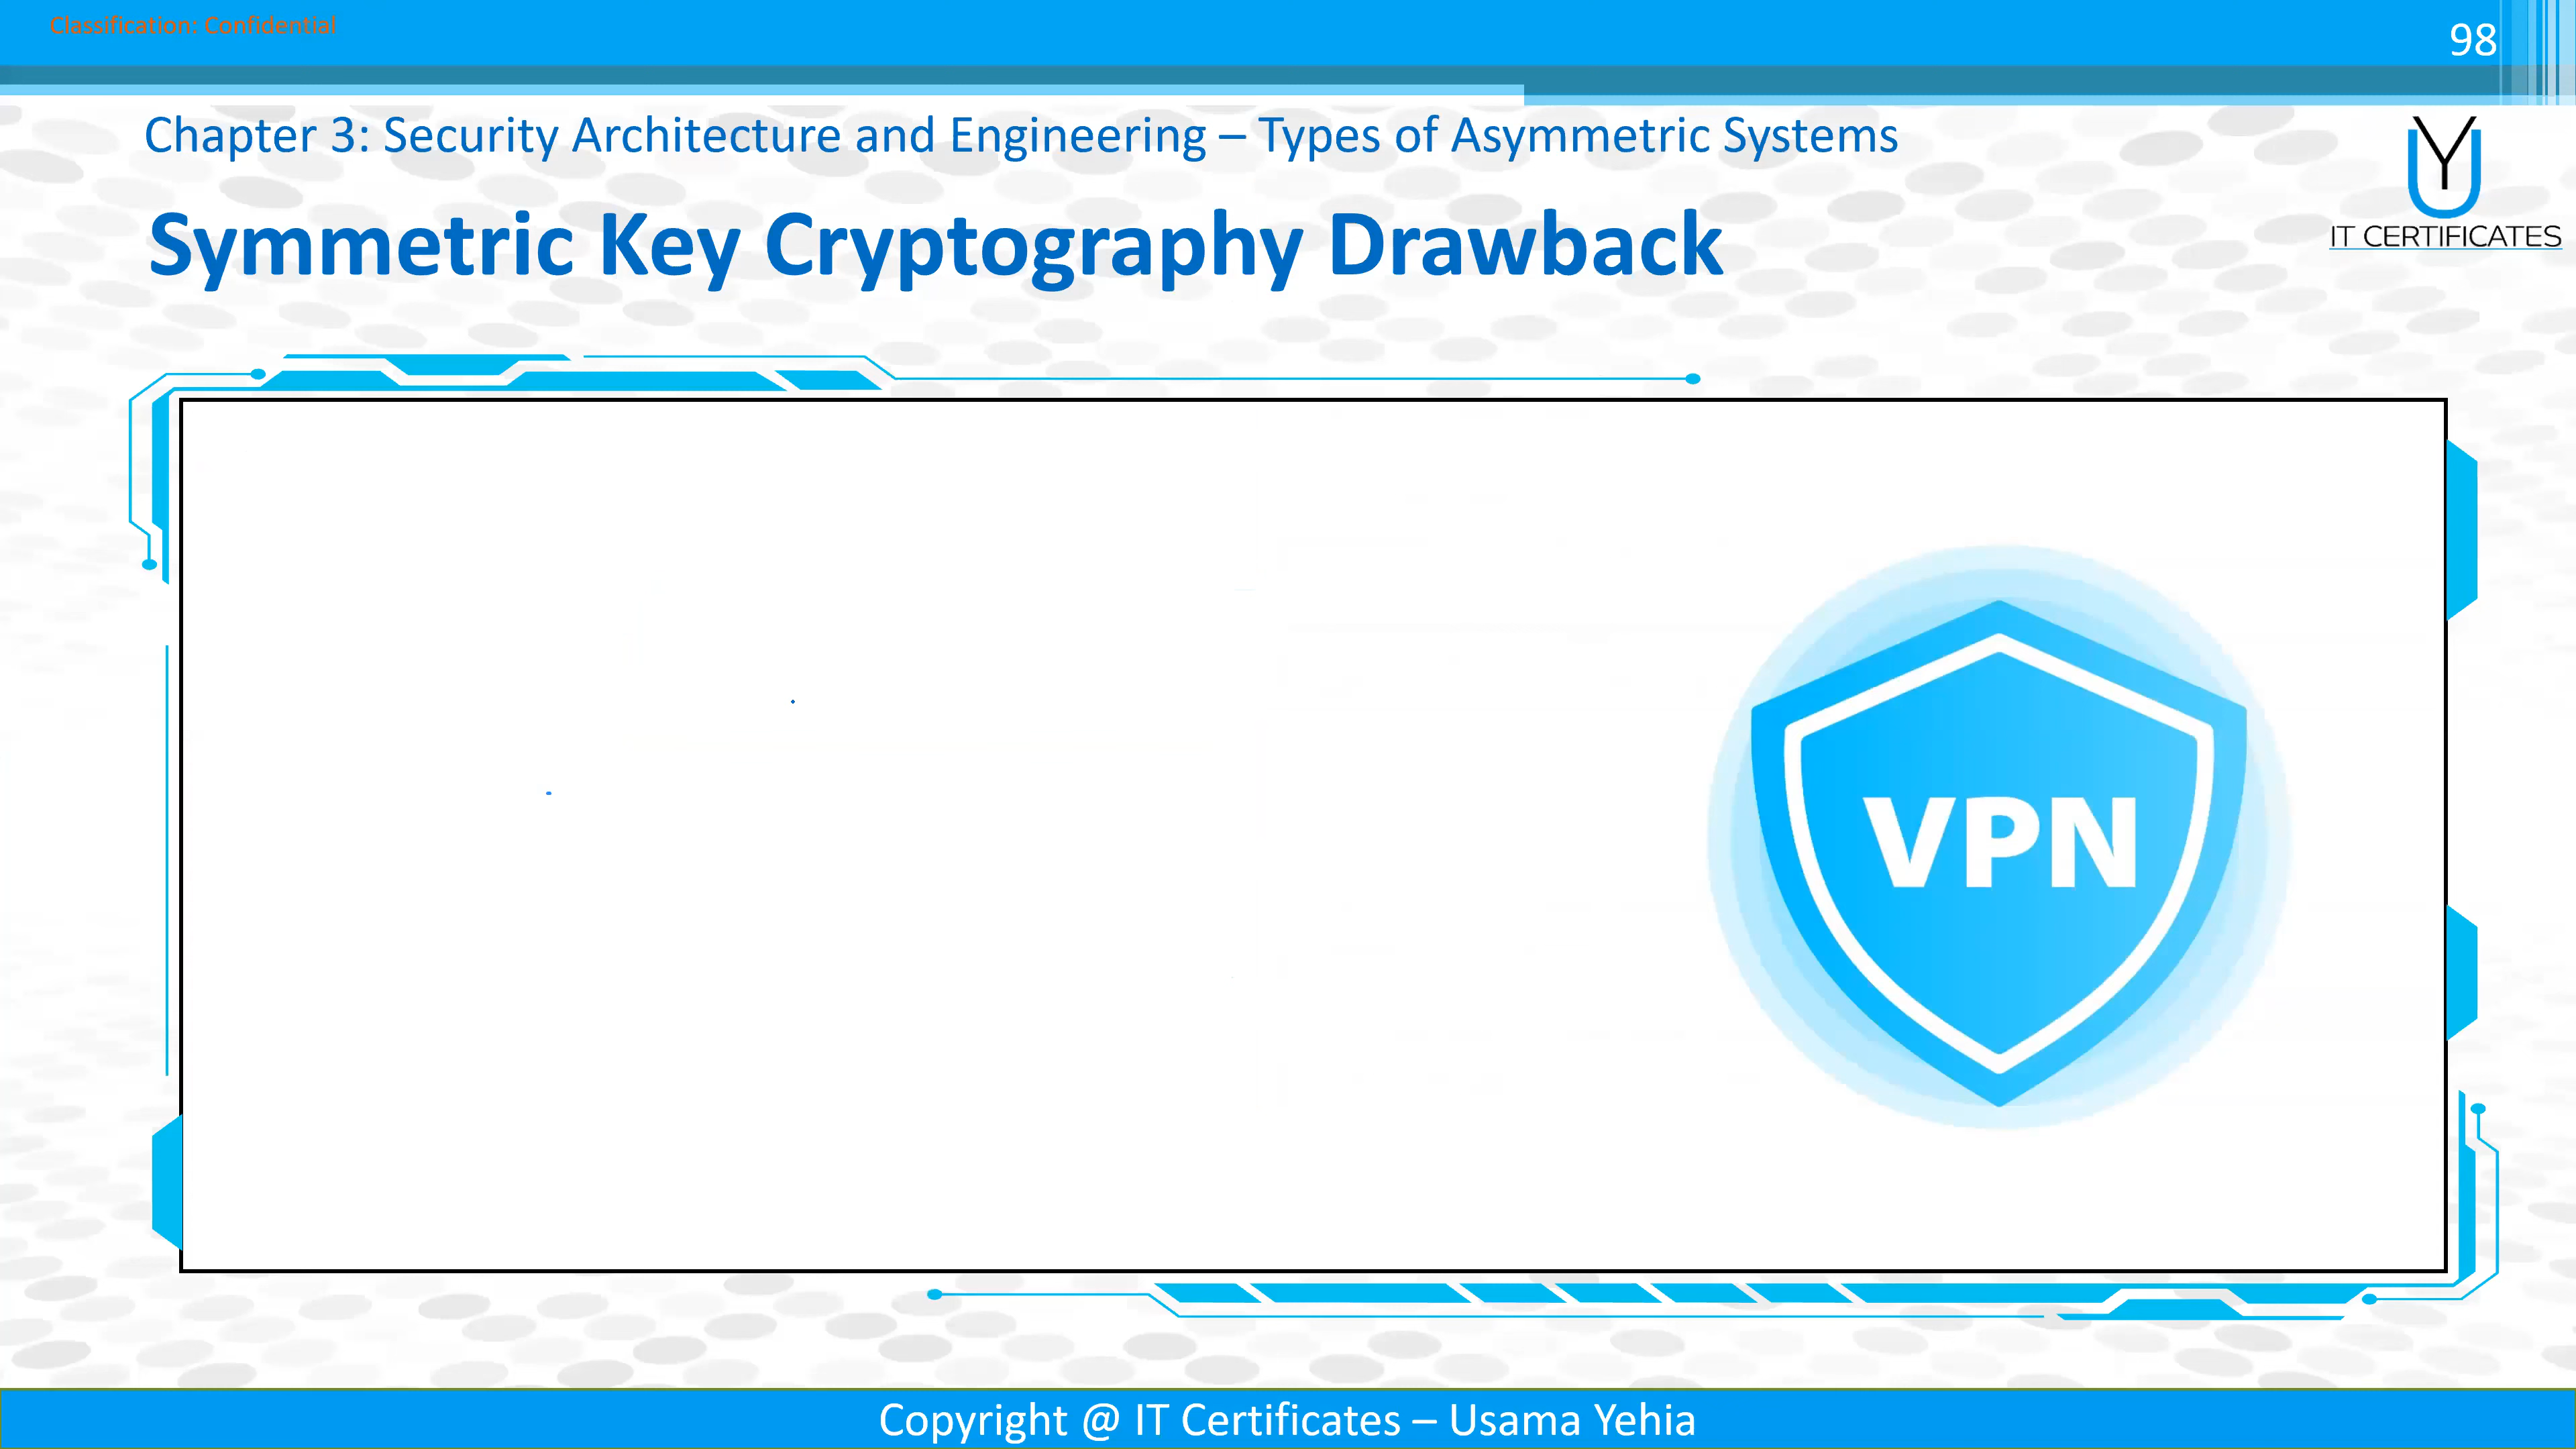 Classification: Confidential
98
Chapter 3: Security Architecture and Engineering – Types of Asymmetric Systems
Symmetric Key Cryptography Drawback
UY
IT CERTIFICATES
VPN
Copyright @ IT Certificates – Usama Yehia